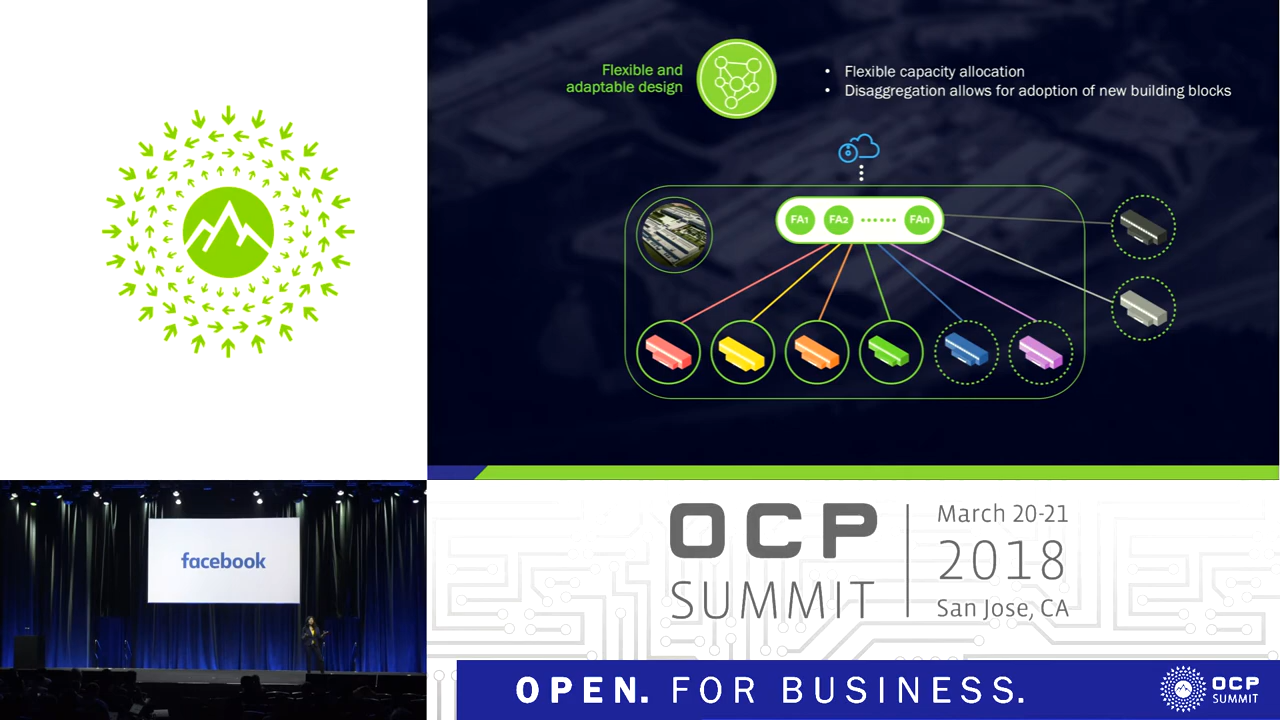 Flexible and
adaptable design
• Flexible capacity allocation
• Disaggregation allows for adoption of new building blocks
FA1 FA2 ...... FAn
facebook
OCP
SUMMIT
March 20-21
2018
San Jose, CA
OPEN. FOR BUSINESS.
OCP
SUMMIT